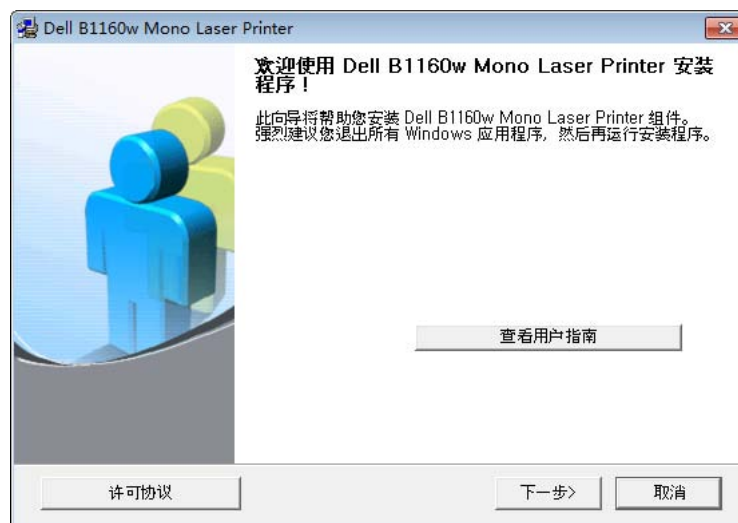 Dell B1160w Mono Laser Printer
欢迎使用 Dell B1160w Mono Laser Printer 安装
程序！
此向导将帮助您安装 Dell B1160w Mono Laser Printer 组件。
强烈建议您退出所有 Windows 应用程序，然后再运行安装程序。
查看用户指南
许可协议
下一步>
取消